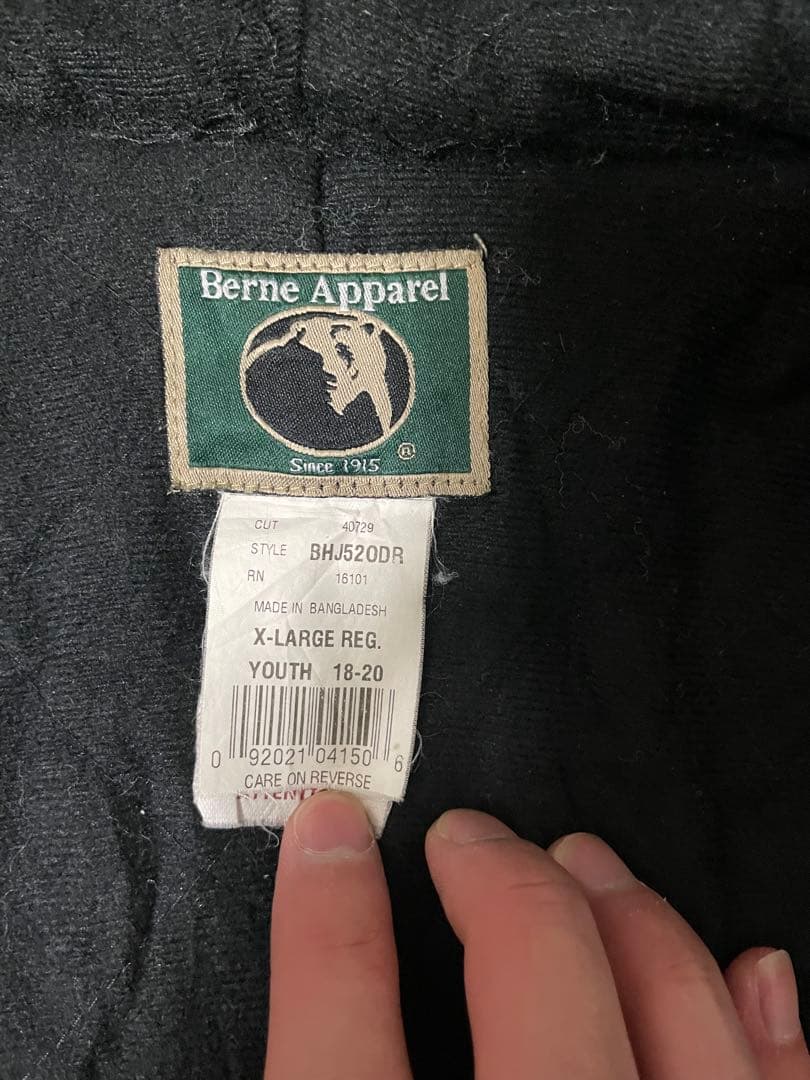 Berne Apparel
Since 1915 ®
CUT 40729
STYLE BHJ520DR
RN 16101
MADE IN BANGLADESH
X-LARGE REG.
YOUTH 18-20
0 92021 04150 6
CARE ON REVERSE